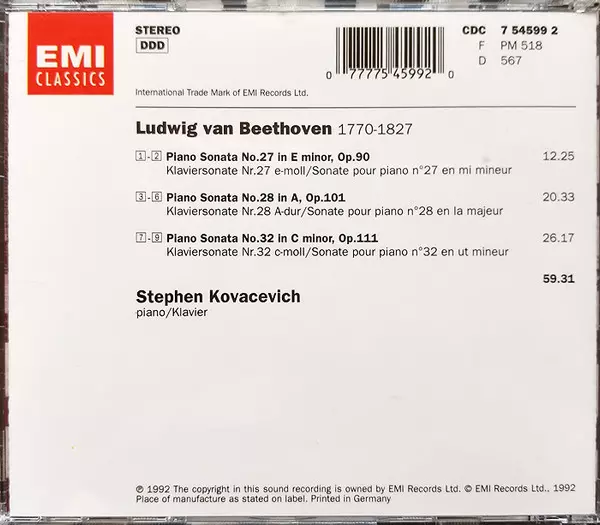 EMI
CLASSICS
STEREO
DDD
0 77775 45992 0
CDC 7 54599 2
F PM 518
D 567
International Trade Mark of EMI Records Ltd.
Ludwig van Beethoven 1770-1827
1-2 Piano Sonata No.27 in E minor, Op.90 12.25
Klaviersonate Nr.27 e-moll/Sonate pour piano n°27 en mi mineur
3-6 Piano Sonata No.28 in A, Op.101 20.33
Klaviersonate Nr.28 A-dur/Sonate pour piano n°28 en la majeur
7-9 Piano Sonata No.32 in C minor, Op.111 26.17
Klaviersonate Nr.32 c-moll/Sonate pour piano n°32 en ut mineur
59.31
Stephen Kovacevich
piano/Klavier
℗ 1992 The copyright in this sound recording is owned by EMI Records Ltd. © EMI Records Ltd., 1992
Place of manufacture as stated on label. Printed in Germany